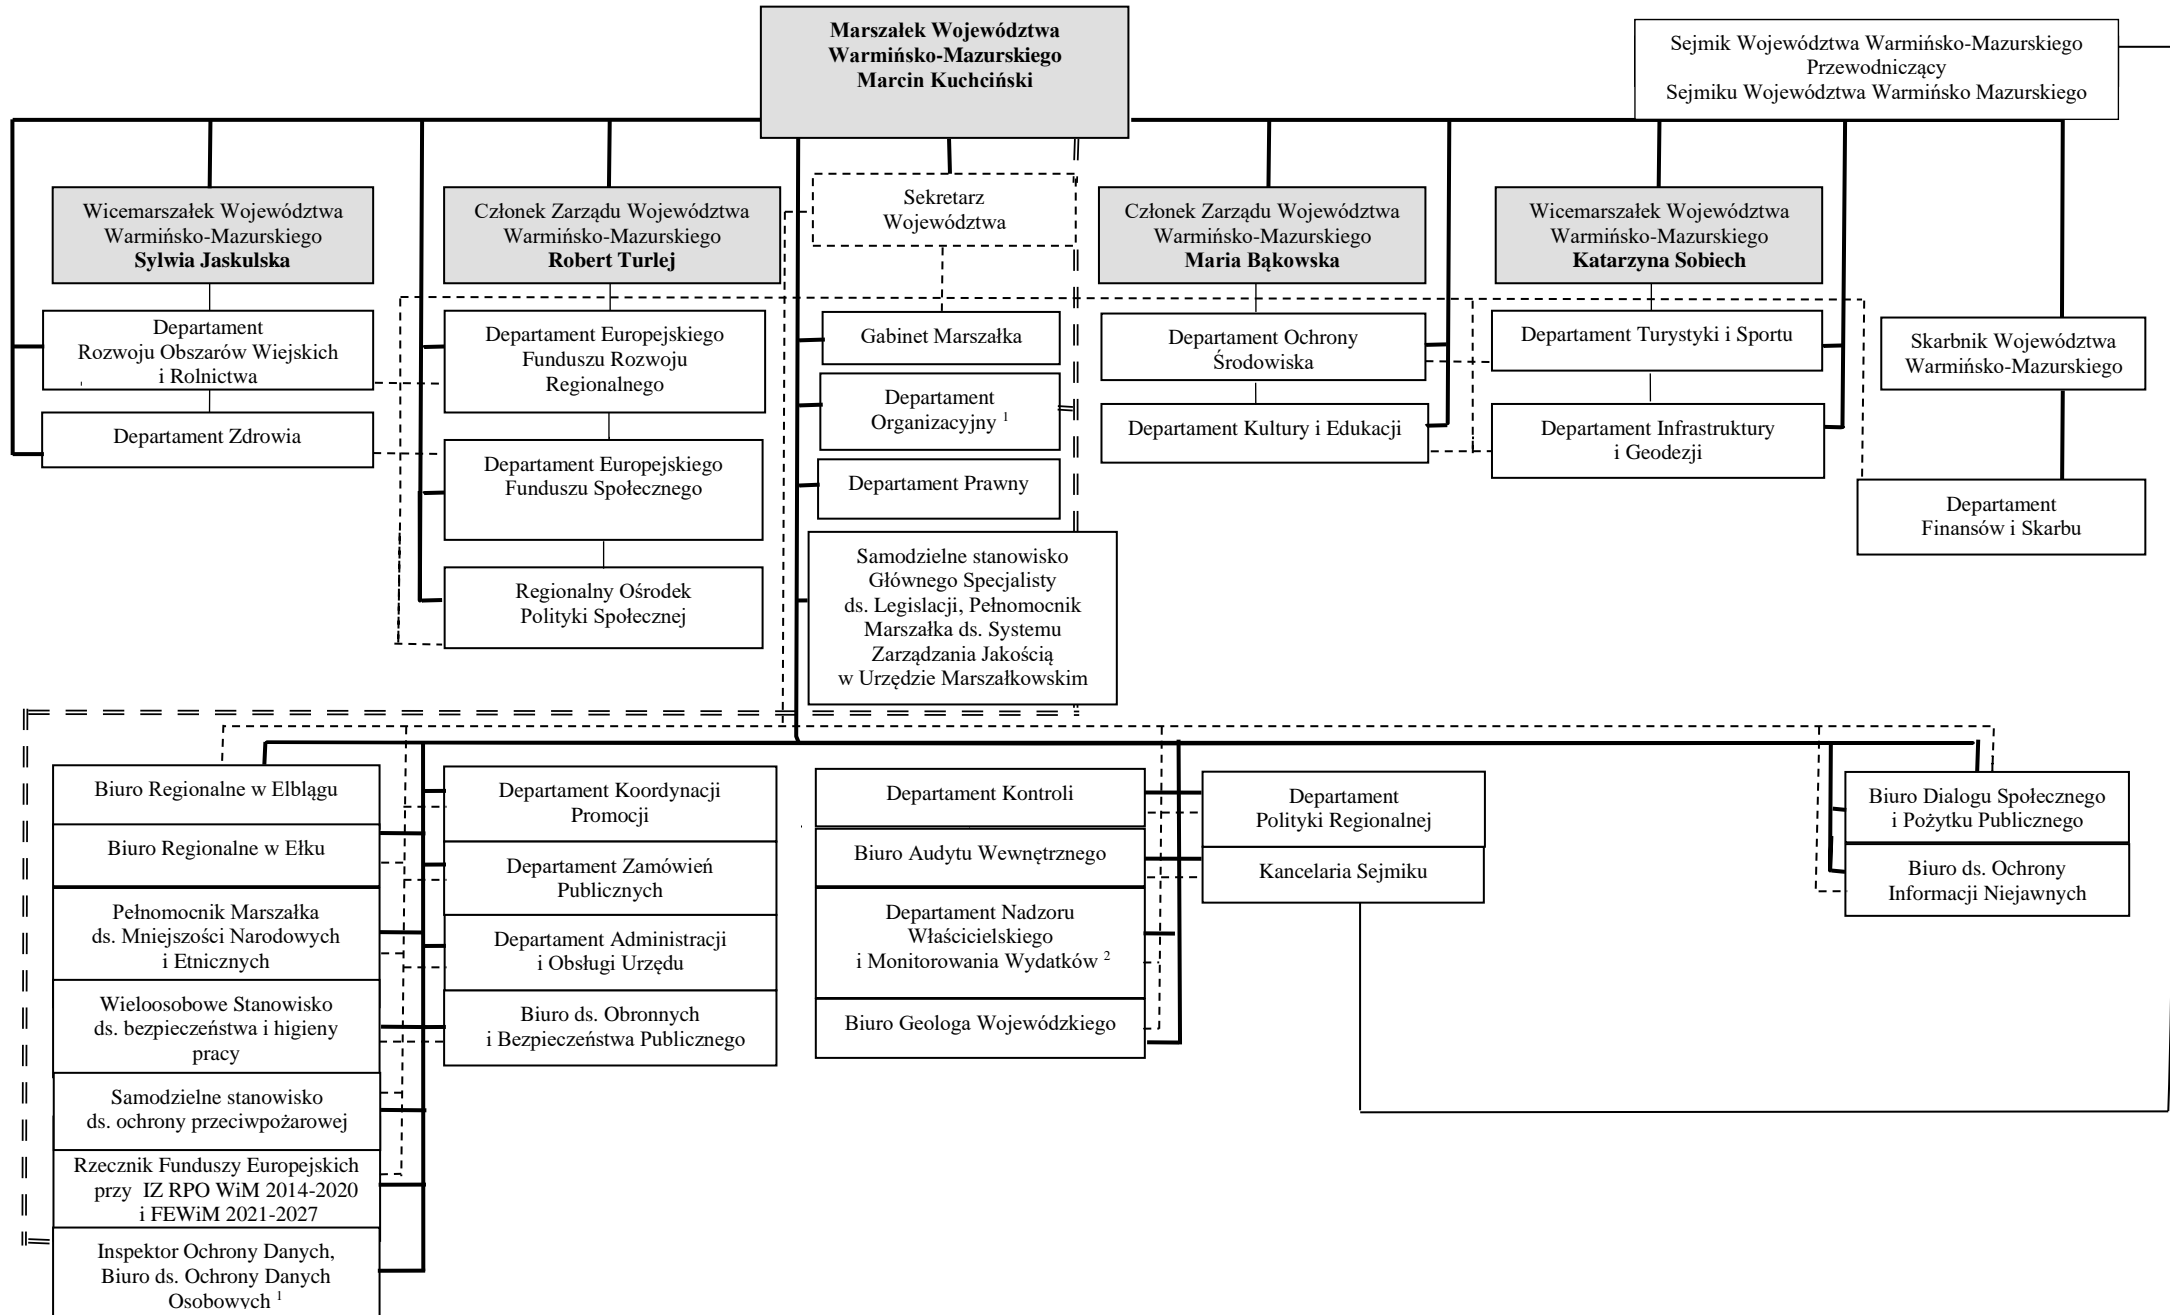 Marszałek Województwa
Warmińsko-Mazurskiego
Marcin Kuchciński
Sejmik Województwa Warmińsko-Mazurskiego
Przewodniczący
Sejmiku Województwa Warmińsko Mazurskiego
Wicemarszałek Województwa
Warmińsko-Mazurskiego
Sylwia Jaskulska
Członek Zarządu Województwa
Warmińsko-Mazurskiego
Robert Turlej
Sekretarz
Województwa
Członek Zarządu Województwa
Warmińsko-Mazurskiego
Maria Bąkowska
Wicemarszałek Województwa
Warmińsko-Mazurskiego
Katarzyna Sobiech
Departament
Rozwoju Obszarów Wiejskich
i Rolnictwa
Departament Zdrowia
Departament Europejskiego
Funduszu Rozwoju
Regionalnego
Departament Europejskiego
Funduszu Społecznego
Regionalny Ośrodek
Polityki Społecznej
Gabinet Marszałka
Departament
Organizacyjny 1
Departament Prawny
Samodzielne stanowisko
Głównego Specjalisty
ds. Legislacji, Pełnomocnik
Marszałka ds. Systemu
Zarządzania Jakością
w Urzędzie Marszałkowskim
Departament Ochrony
Środowiska
Departament Kultury i Edukacji
Departament Turystyki i Sportu
Departament Infrastruktury
i Geodezji
Skarbnik Województwa
Warmińsko-Mazurskiego
Departament
Finansów i Skarbu
Biuro Regionalne w Elblągu
Biuro Regionalne w Ełku
Pełnomocnik Marszałka
ds. Mniejszości Narodowych
i Etnicznych
Wieloosobowe Stanowisko
ds. bezpieczeństwa i higieny
pracy
Samodzielne stanowisko
ds. ochrony przeciwpożarowej
Rzecznik Funduszy Europejskich
przy IZ RPO WiM 2014-2020
i FEWiM 2021-2027
Inspektor Ochrony Danych,
Biuro ds. Ochrony Danych
Osobowych 1
Departament Koordynacji
Promocji
Departament Zamówień
Publicznych
Departament Administracji
i Obsługi Urzędu
Biuro ds. Obronnych
i Bezpieczeństwa Publicznego
Departament Kontroli
Biuro Audytu Wewnętrznego
Departament Nadzoru
Właścicielskiego
i Monitorowania Wydatków 2
Biuro Geologa Wojewódzkiego
Departament
Polityki Regionalnej
Kancelaria Sejmiku
Biuro Dialogu Społecznego
i Pożytku Publicznego
Biuro ds. Ochrony
Informacji Niejawnych